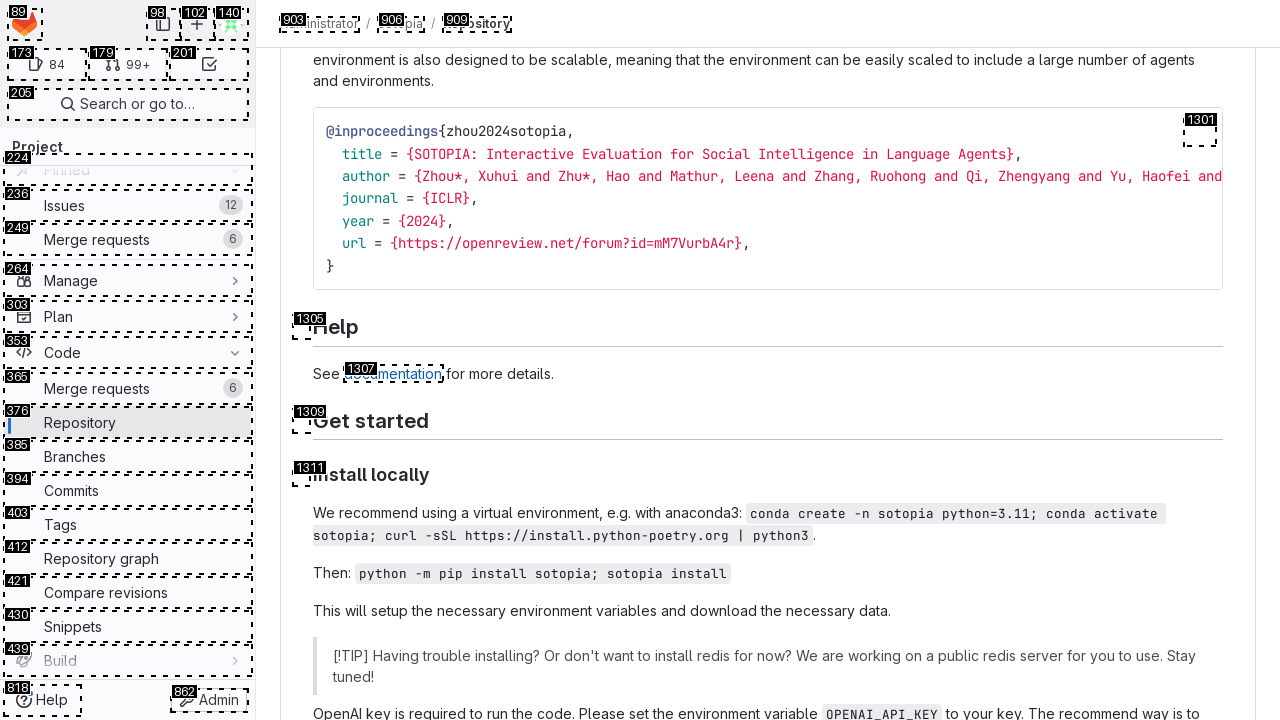 89
98
102
140
903
906
909
administrator / sotopia / Repository
173
179
201
84
99+
205
Search or go to…
Project
224
Pinned
236
Issues
12
249
Merge requests
6
264
Manage
303
Plan
353
Code
365
Merge requests
6
376
Repository
385
Branches
394
Commits
403
Tags
412
Repository graph
421
Compare revisions
430
Snippets
439
Build
818
Help
862
Admin
environment is also designed to be scalable, meaning that the environment can be easily scaled to include a large number of agents
and environments.
1301
@inproceedings{zhou2024sotopia,
title = {SOTOPIA: Interactive Evaluation for Social Intelligence in Language Agents},
author = {Zhou*, Xuhui and Zhu*, Hao and Mathur, Leena and Zhang, Ruohong and Qi, Zhengyang and Yu, Haofei and
journal = {ICLR},
year = {2024},
url = {https://openreview.net/forum?id=mM7VurbA4r},
}
1305
Help
1307
See documentation for more details.
1309
Get started
1311
Install locally
We recommend using a virtual environment, e.g. with anaconda3: conda create -n sotopia python=3.11; conda activate
sotopia; curl -sSL https://install.python-poetry.org | python3.
Then: python -m pip install sotopia; sotopia install
This will setup the necessary environment variables and download the necessary data.
[!TIP] Having trouble installing? Or don't want to install redis for now? We are working on a public redis server for you to use. Stay
tuned!
OpenAI key is required to run the code. Please set the environment variable OPENAI_API_KEY to your key. The recommend way is to